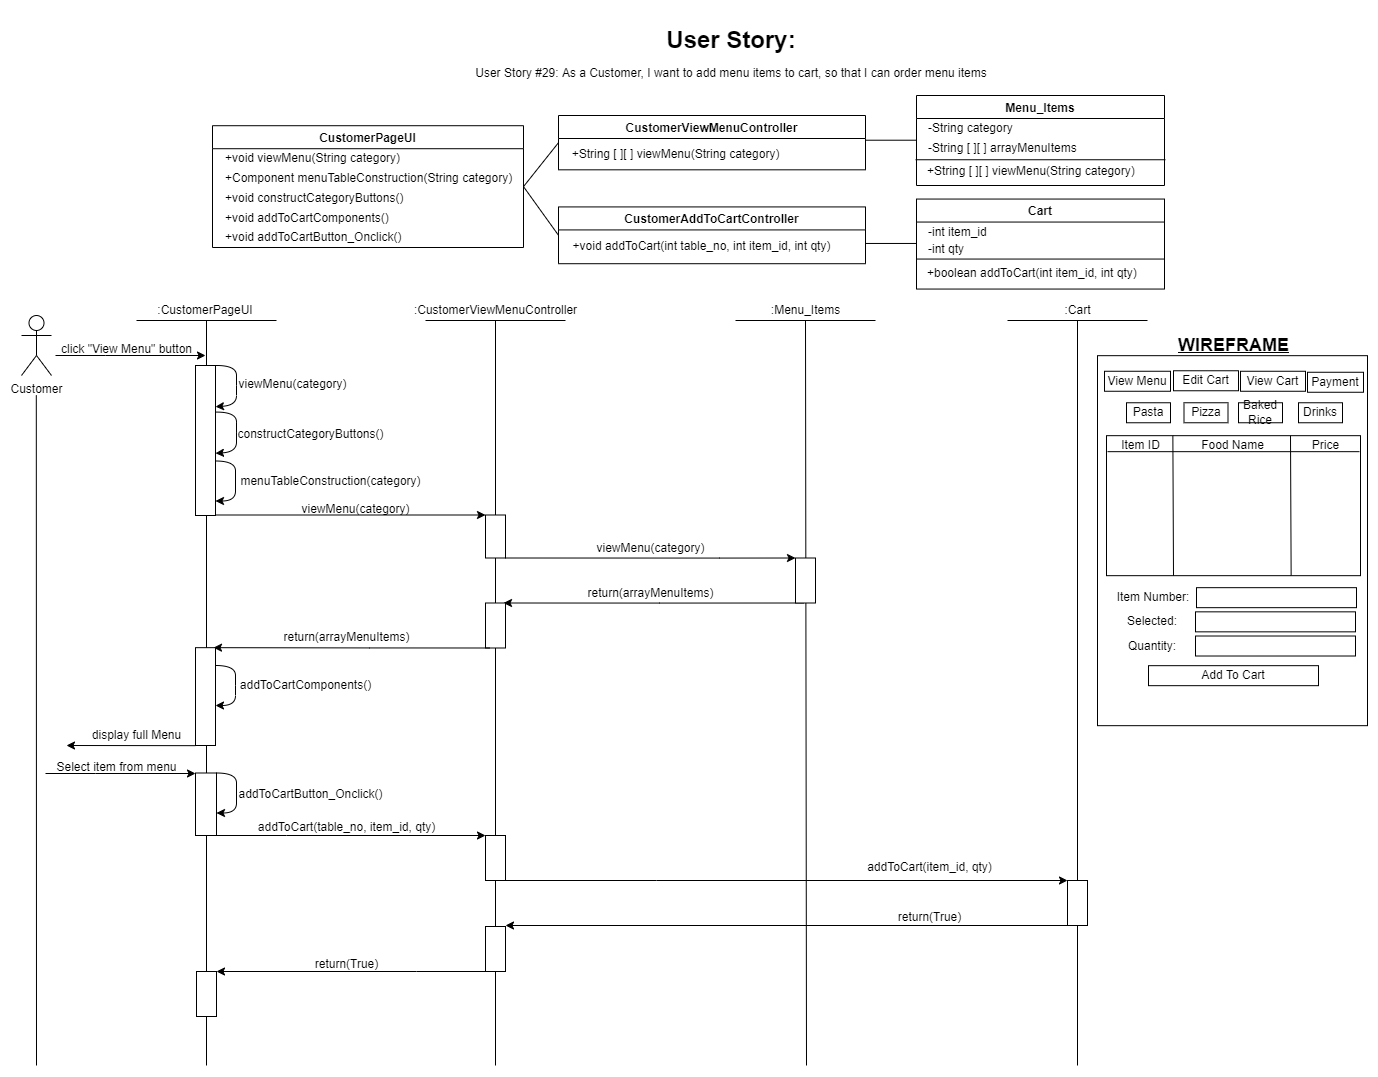 User Story:
User Story #29: As a Customer, I want to add menu items to cart, so that I can order menu items
CustomerPageUI
+void viewMenu(String category)
+Component menuTableConstruction(String category)
+void constructCategoryButtons()
+void addToCartComponents()
+void addToCartButton_Onclick()
CustomerViewMenuController
+String [ ][ ] viewMenu(String category)
Menu_Items
-String category
-String [ ][ ] arrayMenuItems
+String [ ][ ] viewMenu(String category)
CustomerAddToCartController
+void addToCart(int table_no, int item_id, int qty)
Cart
-int item_id
-int qty
+boolean addToCart(int item_id, int qty)
:CustomerPageUI
:CustomerViewMenuController
:Menu_Items
:Cart
Customer
click "View Menu" button
viewMenu(category)
constructCategoryButtons()
menuTableConstruction(category)
viewMenu(category)
viewMenu(category)
return(arrayMenuItems)
return(arrayMenuItems)
addToCartComponents()
display full Menu
Select item from menu
addToCartButton_Onclick()
addToCart(table_no, item_id, qty)
addToCart(item_id, qty)
return(True)
return(True)
WIREFRAME
View Menu
Edit Cart
View Cart
Payment
Pasta
Pizza
Baked
Rice
Drinks
Item ID
Food Name
Price
Item Number:
Selected:
Quantity:
Add To Cart